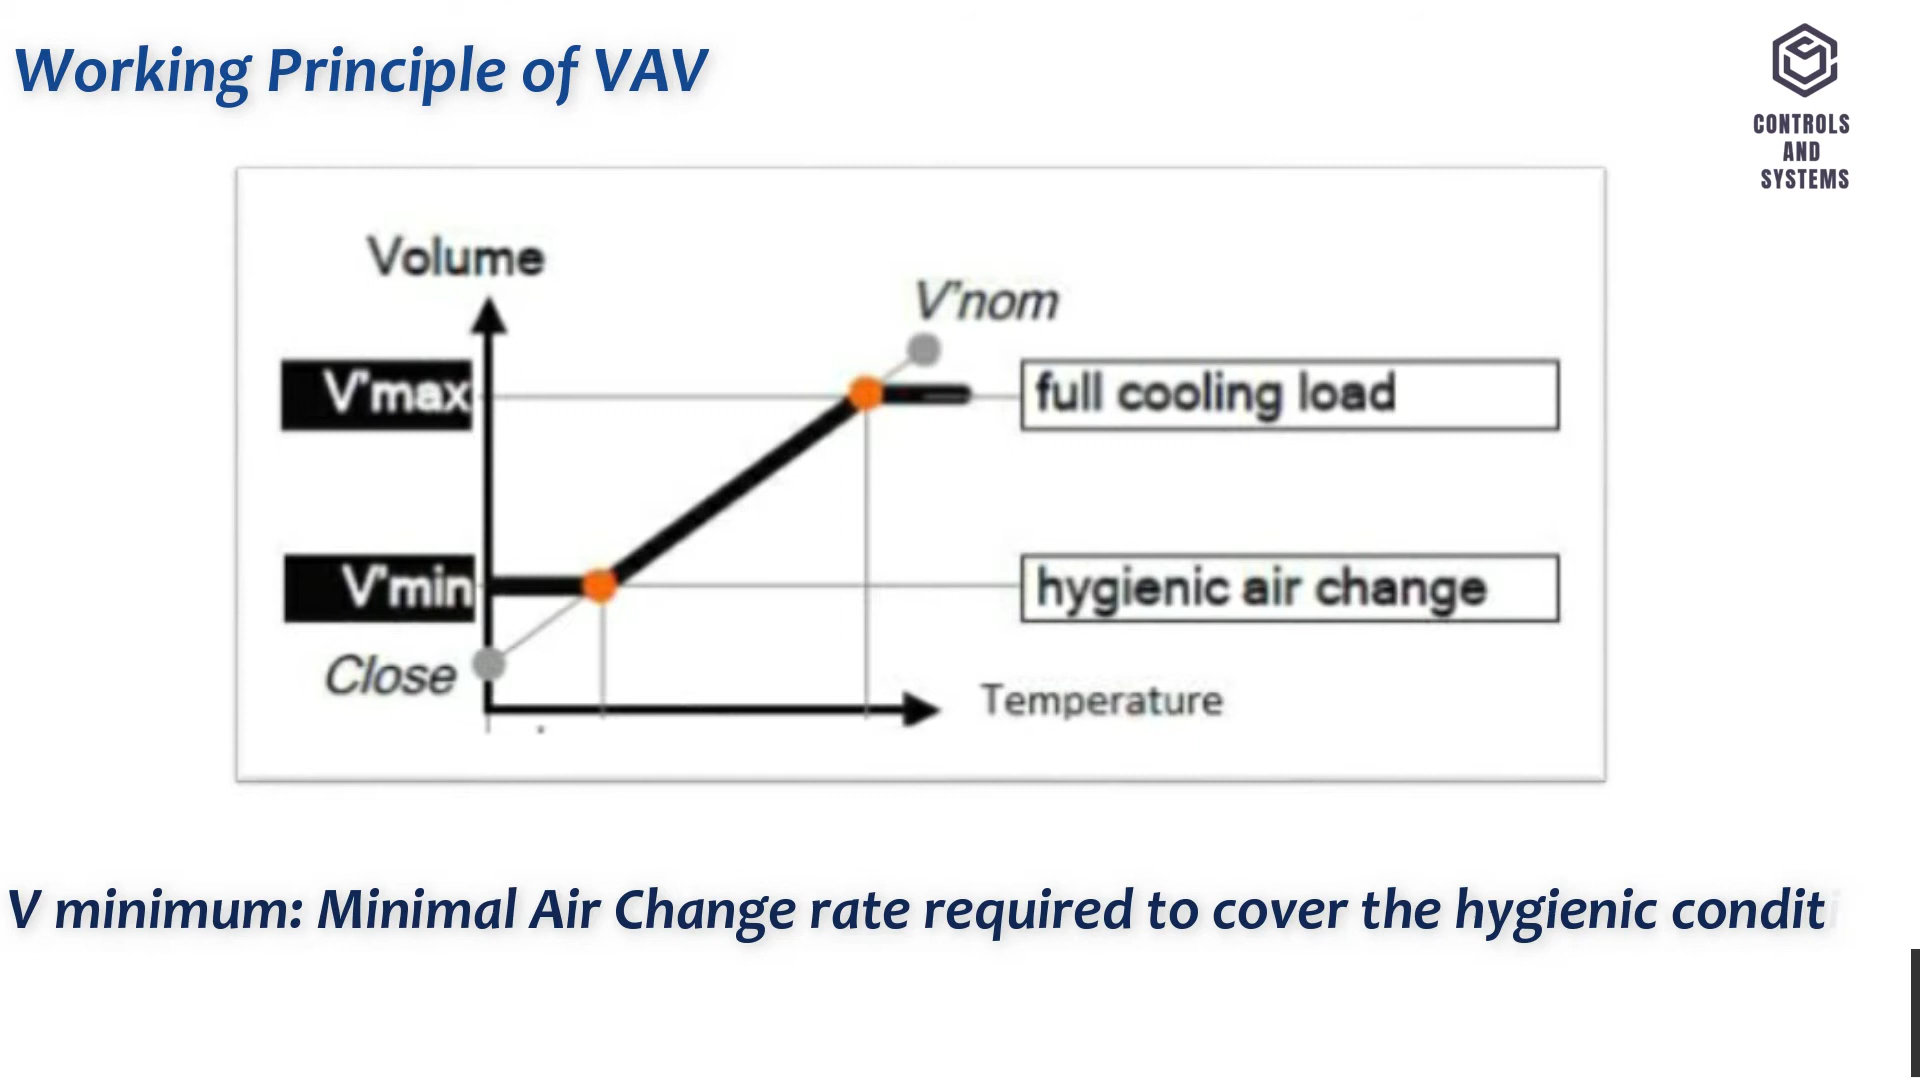 Working Principle of VAV
CONTROLS
AND
SYSTEMS
Volume
V'nom
V'max
full cooling load
V'min
hygienic air change
Close
Temperature
V minimum: Minimal Air Change rate required to cover the hygienic condit